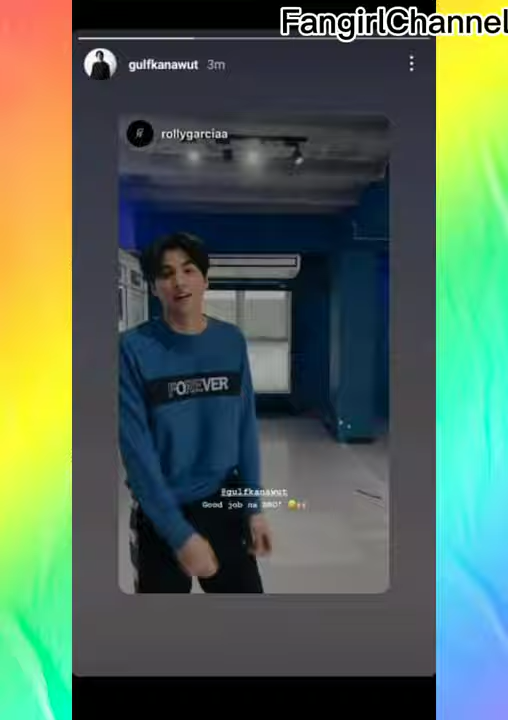 FangirlChannel
gulfkanawut 3m
rollygarciaa
FOREVER
@gulfkanawut
Good job na BRO!